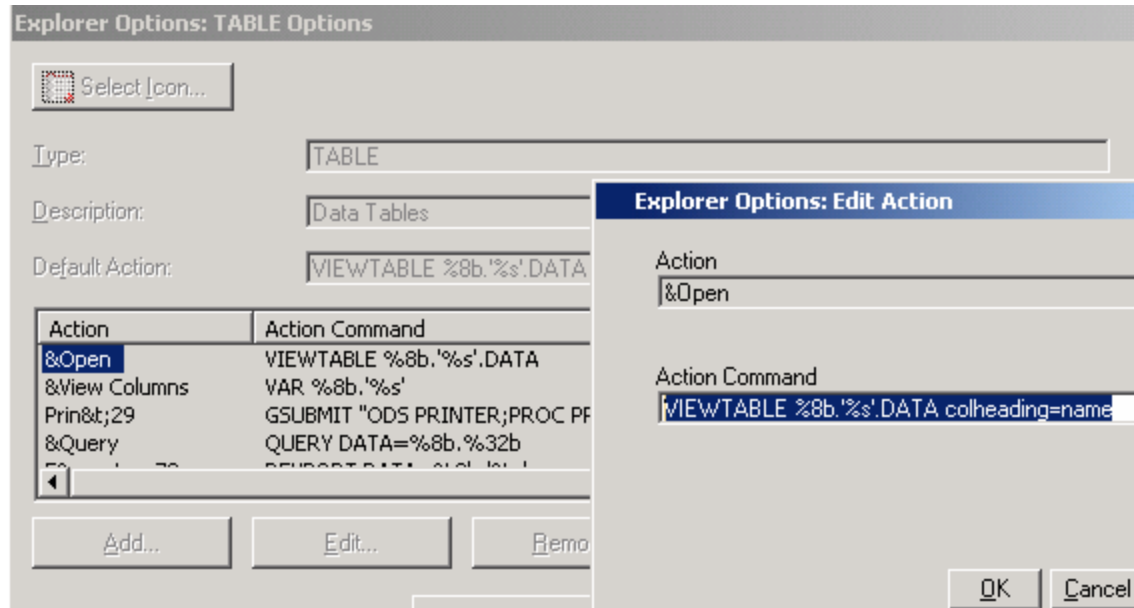 Explorer Options: TABLE Options
Select Icon...
Type:
TABLE
Description:
Data Tables
Default Action:
VIEWTABLE %8b.'%s'.DATA
Action Action Command
&Open VIEWTABLE %8b.'%s'.DATA
&View Columns VAR %8b.'%s'
Prin&t;29 GSUBMIT "ODS PRINTER;PROC PR
&Query QUERY DATA=%8b.%32b
Add... Edit... Remo
Explorer Options: Edit Action
Action
&Open
Action Command
VIEWTABLE %8b.'%s'.DATA colheading=name
OK Cancel